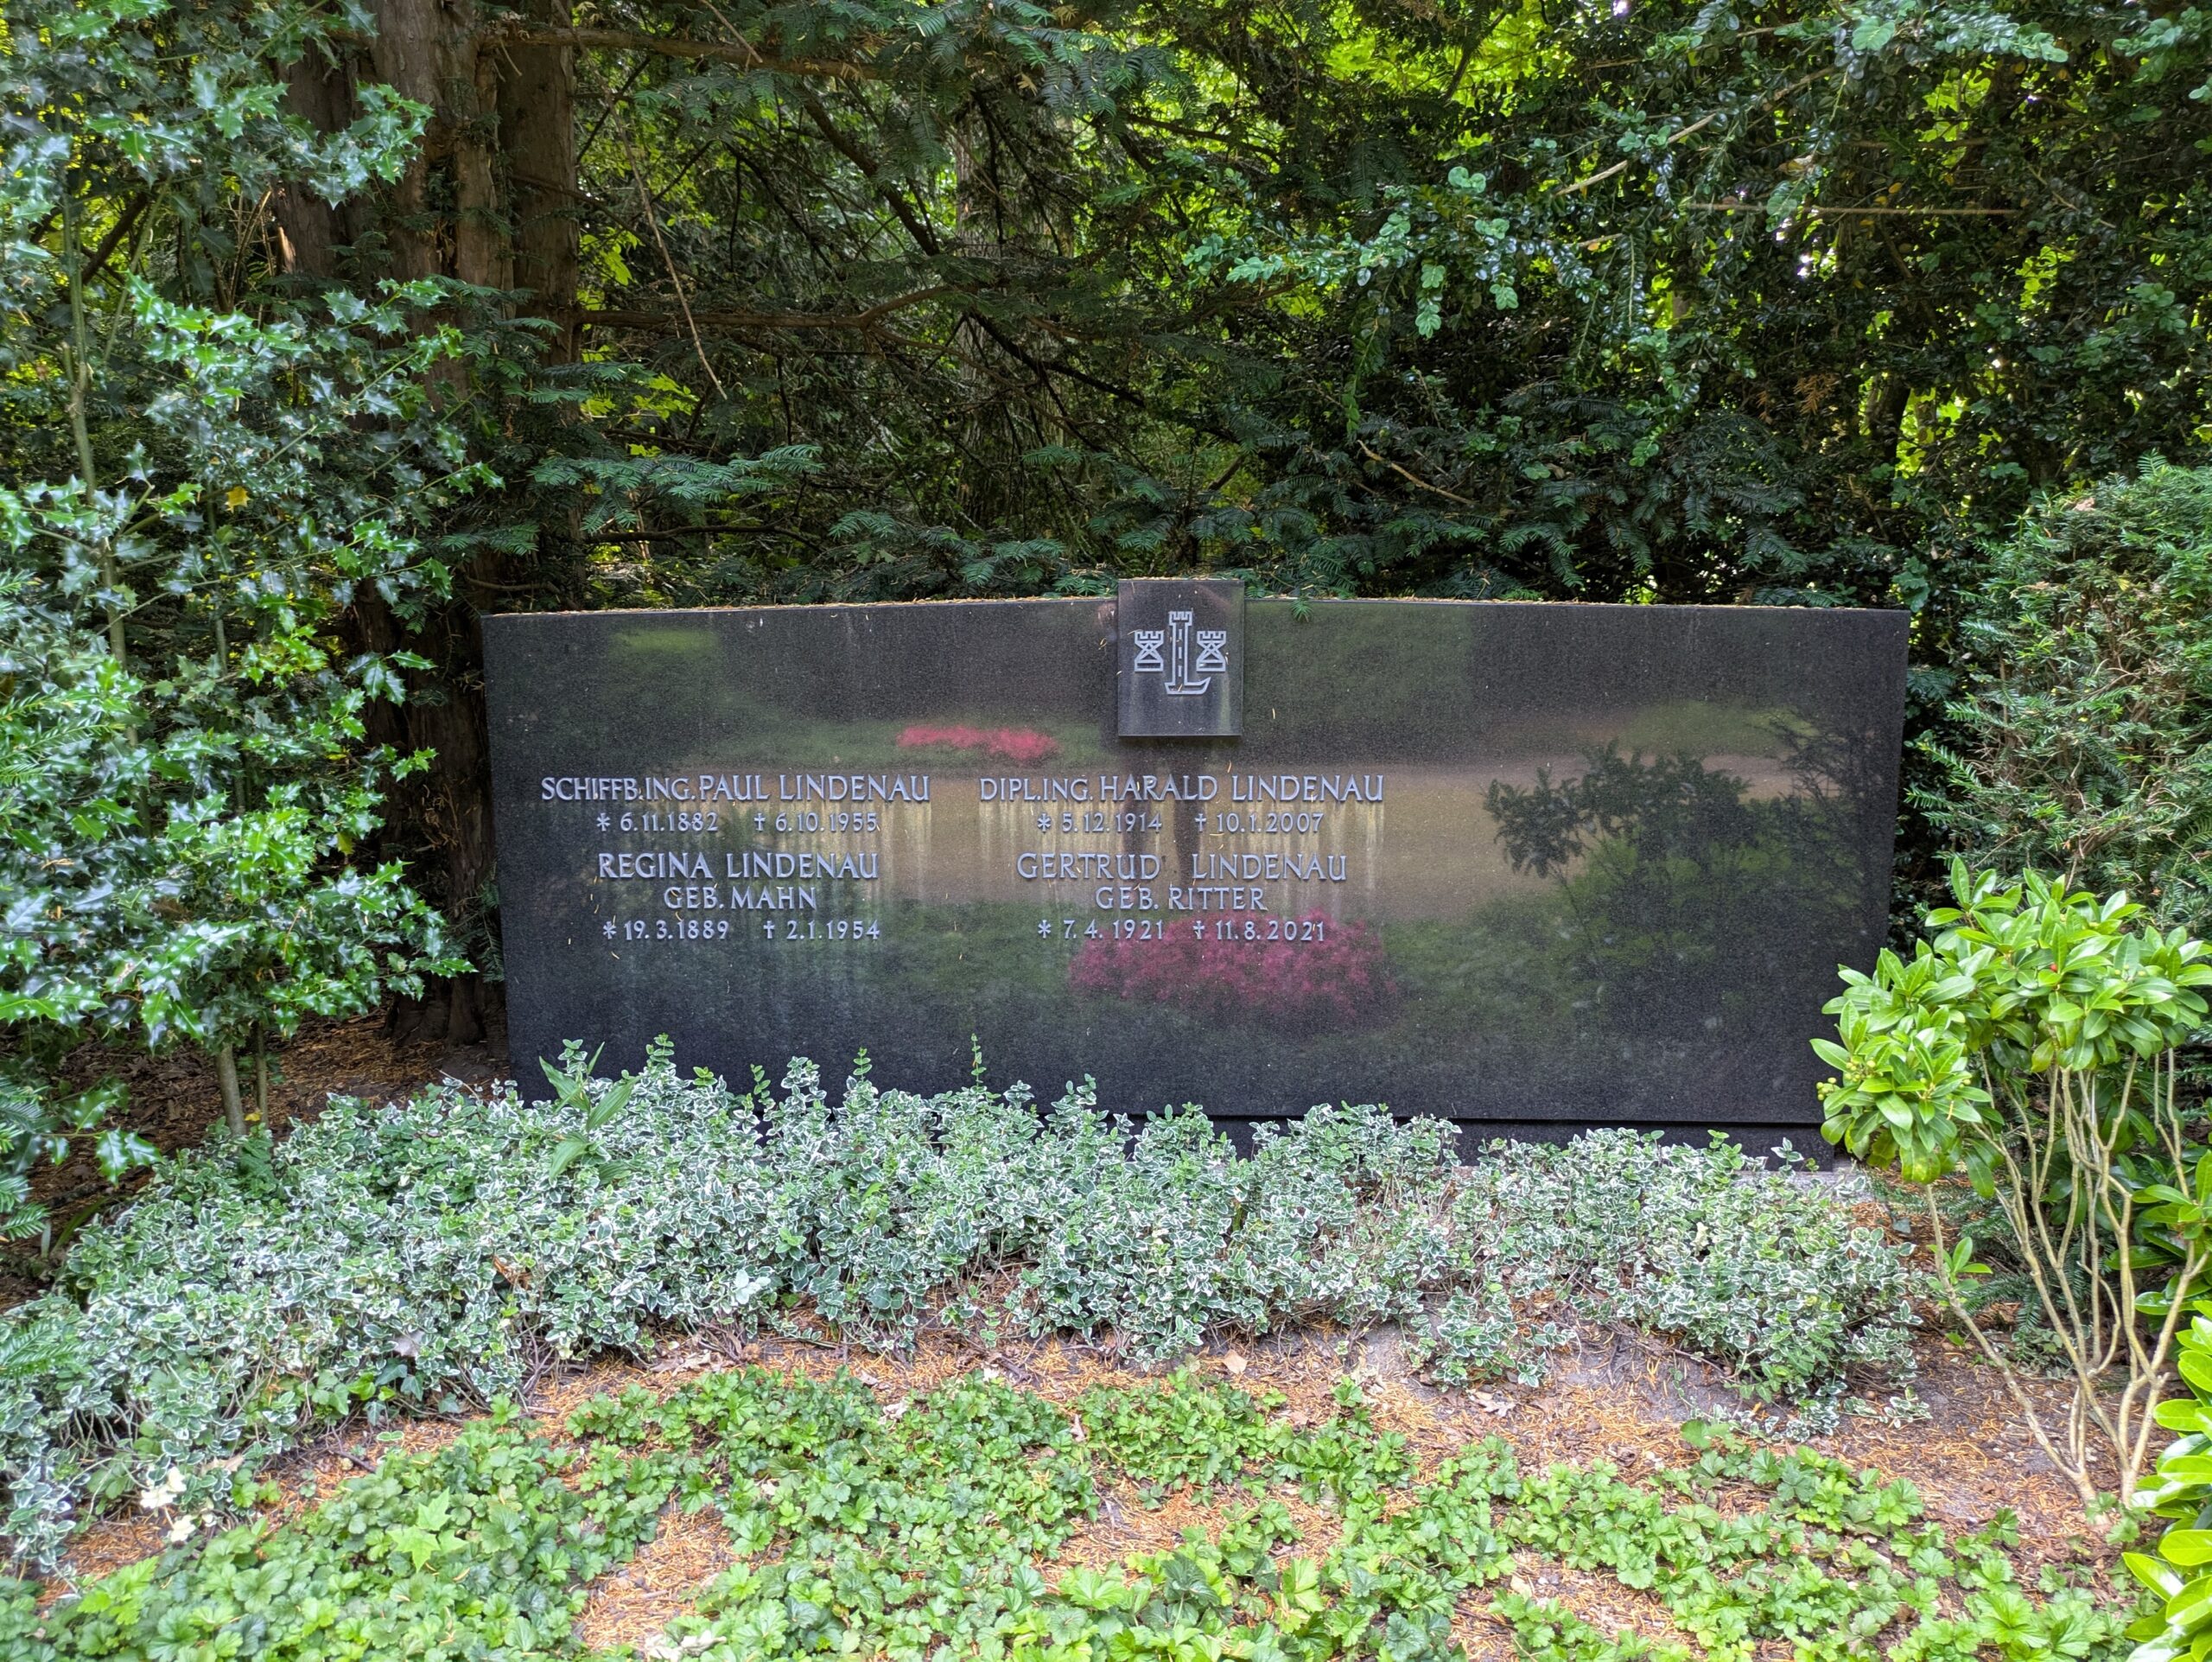 SCHIFFB.ING. PAUL LINDENAU
* 6.11.1882 † 6.10.1955
REGINA LINDENAU
GEB. MAHN
* 19.3.1889 † 2.1.1954
DIPL.ING. HARALD LINDENAU
* 5.12.1914 † 10.1.2007
GERTRUD LINDENAU
GEB. RITTER
* 7.4.1921 † 11.8.2021